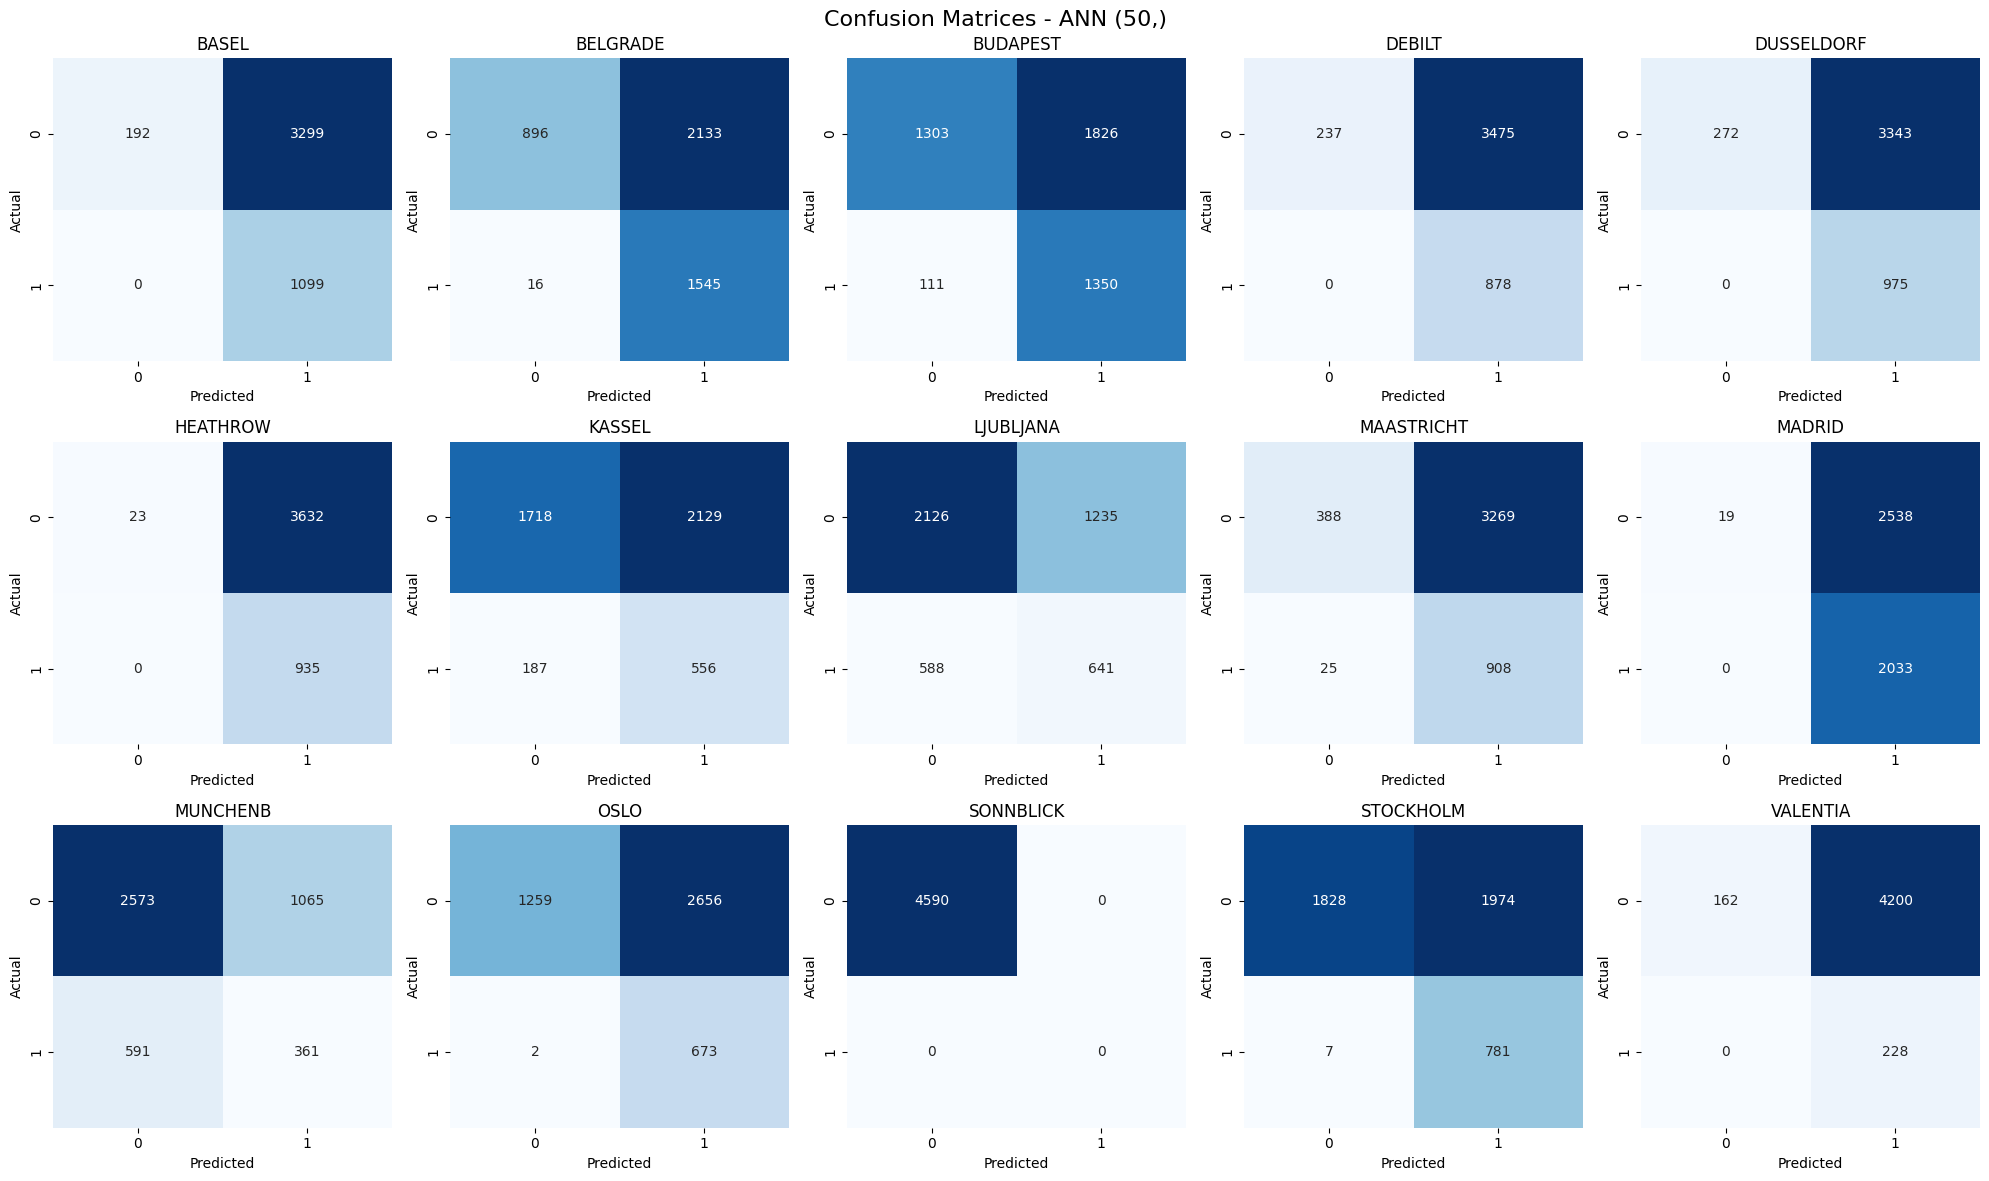 Confusion Matrices - ANN (50,)
BASEL
0
192
3299
1
0
1099
Actual
0
1
Predicted
BELGRADE
0
896
2133
1
16
1545
Actual
0
1
Predicted
BUDAPEST
0
1303
1826
1
111
1350
Actual
0
1
Predicted
DEBILT
0
237
3475
1
0
878
Actual
0
1
Predicted
DUSSELDORF
0
272
3343
1
0
975
Actual
0
1
Predicted
HEATHROW
0
23
3632
1
0
935
Actual
0
1
Predicted
KASSEL
0
1718
2129
1
187
556
Actual
0
1
Predicted
LJUBLJANA
0
2126
1235
1
588
641
Actual
0
1
Predicted
MAASTRICHT
0
388
3269
1
25
908
Actual
0
1
Predicted
MADRID
0
19
2538
1
0
2033
Actual
0
1
Predicted
MUNCHENB
0
2573
1065
1
591
361
Actual
0
1
Predicted
OSLO
0
1259
2656
1
2
673
Actual
0
1
Predicted
SONNBLICK
0
4590
0
1
0
0
Actual
0
1
Predicted
STOCKHOLM
0
1828
1974
1
7
781
Actual
0
1
Predicted
VALENTIA
0
162
4200
1
0
228
Actual
0
1
Predicted